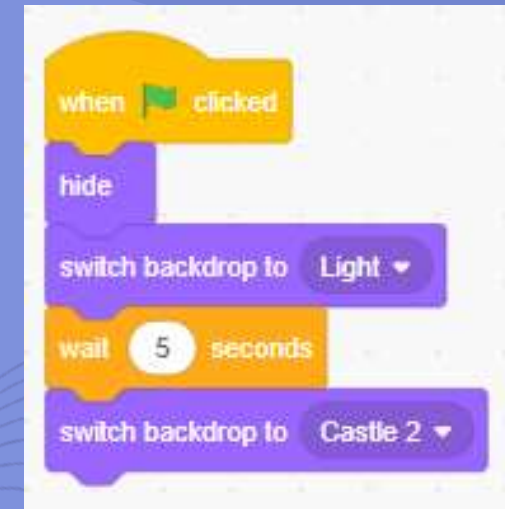 when clicked
hide
switch backdrop to Light
wait 5 seconds
switch backdrop to Castle 2